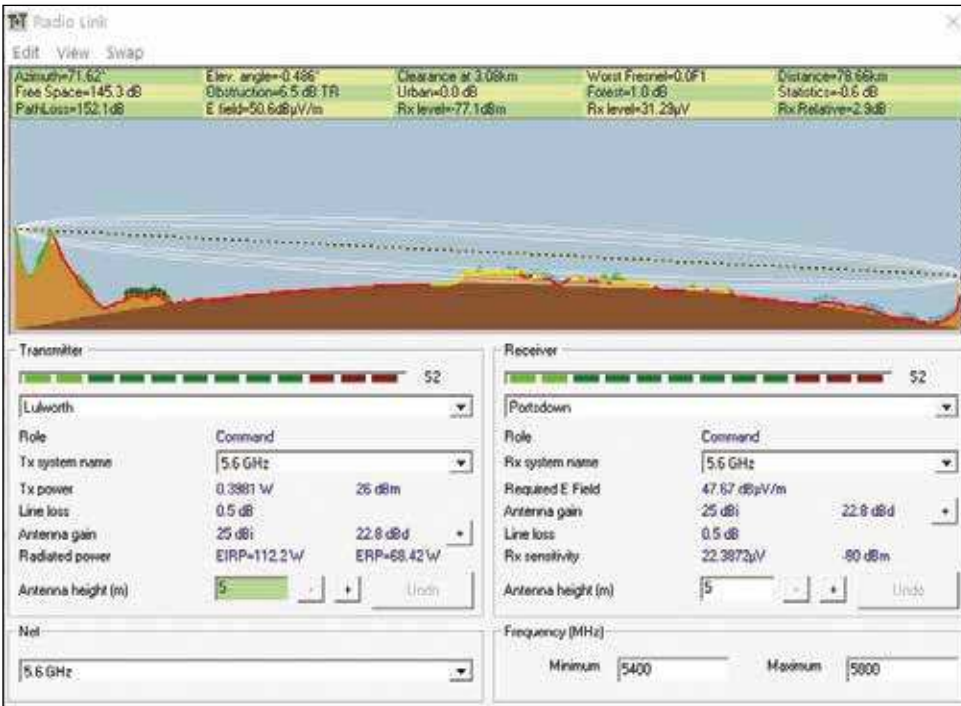 Radio Link
Edit View Swap
Azimuth=71.62° Elev. angle=-0.486° Clearance at 3.08km Worst Fresnel=0.0F1 Distance=78.66km
Free Space=145.3 dB Obstruction=6.5 dB TR Urban=0.0 dB Forest=1.0 dB Statistics=-0.6 dB
PathLoss=152.1dB E field=50.6dBµV/m Rx level=-77.1dBm Rx level=31.23µV Rx Relative=2.9dB
Transmitter
S2
Lulworth
Role Command
Tx system name 5.6 GHz
Tx power 0.3981 W 26 dBm
Line loss 0.5 dB
Antenna gain 25 dBi 22.8 dBd +
Radiated power EIRP=112.2 W ERP=68.42 W
Antenna height (m) 5 - + Undo
Net
5.6 GHz
Receiver
S2
Portsdown
Role Command
Rx system name 5.6 GHz
Required E Field 47.67 dBµV/m
Antenna gain 25 dBi 22.8 dBd +
Line loss 0.5 dB
Rx sensitivity 22.3872µV -80 dBm
Antenna height (m) 5 - + Undo
Frequency (MHz)
Minimum 5400 Maximum 5800